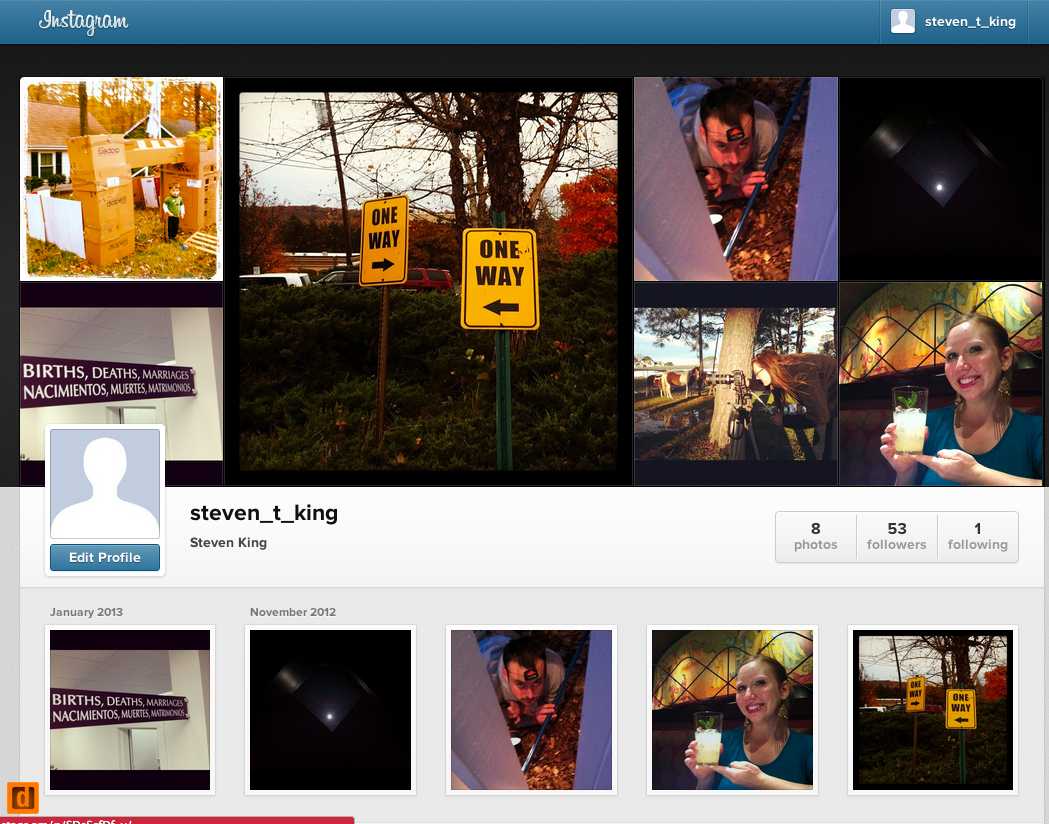 Instagram
steven_t_king
ONE
WAY
ONE
WAY
BIRTHS, DEATHS, MARRIAGES
NACIMIENTOS, MUERTES, MATRIMONIOS
Edit Profile
steven_t_king
Steven King
8
photos
53
followers
1
following
January 2013
November 2012
BIRTHS, DEATHS, MARRIAGES
NACIMIENTOS, MUERTES, MATRIMONIOS
ONE
WAY
ONE
WAY
d